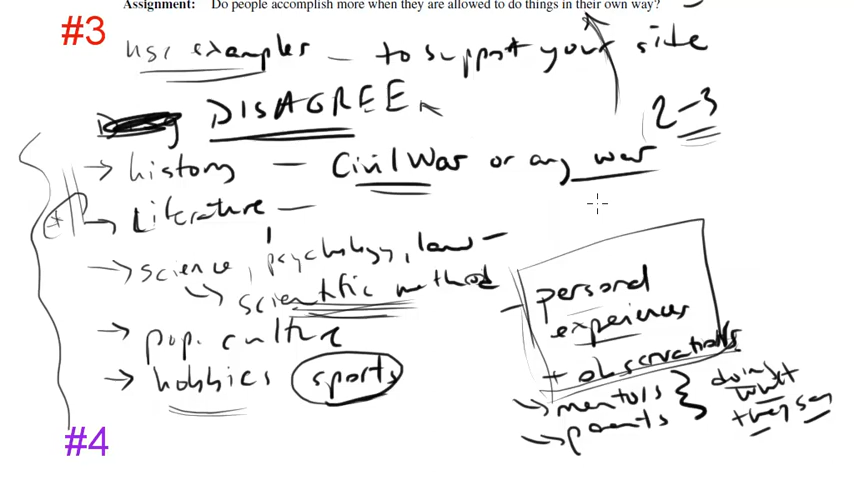 Assignment: Do people accomplish more when they are allowed to do things in their own way?
#3
use examples – to support your side
DISAGREE
2-3
→ history – Civil War or any war
→ Literature –
→ science, psychology, law –
↳ scientific method
→ pop. culture
→ hobbies sports
– personal
experiences
+ observations
→ mentors } doing
→ parents what
they say
#4